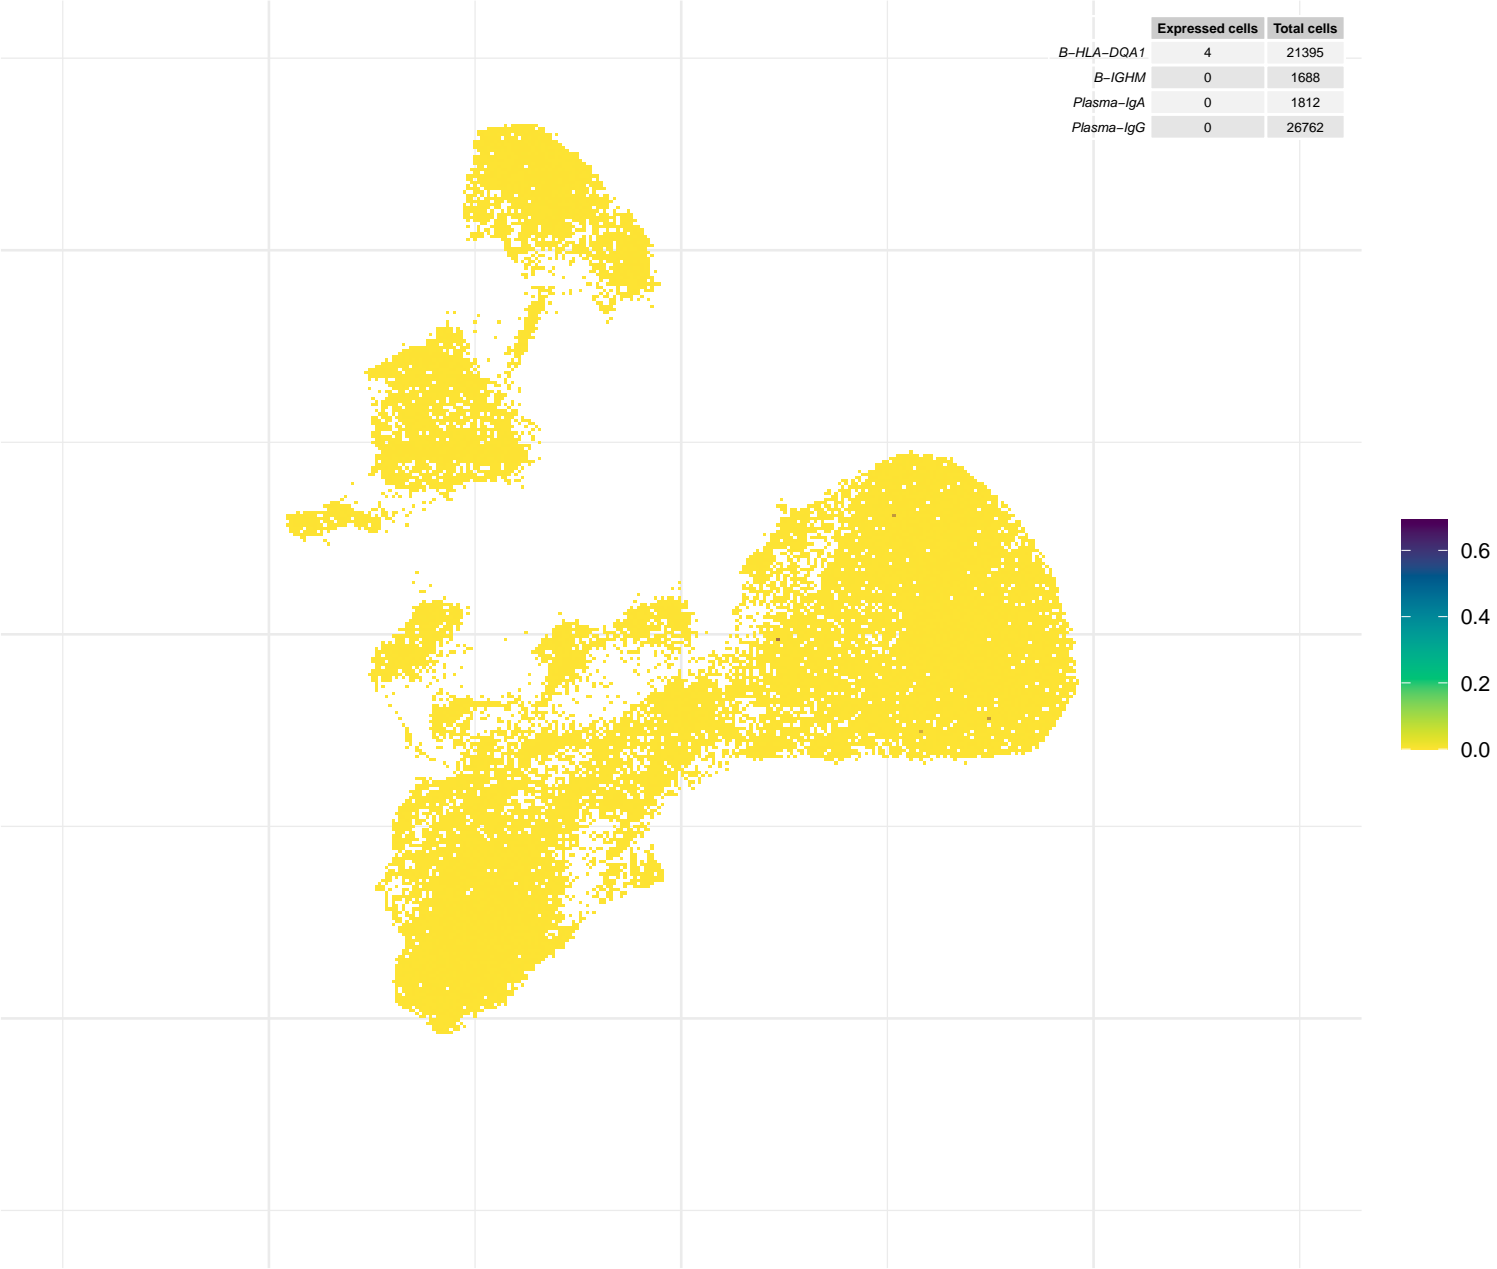 Expressed cells Total cells
B−HLA−DQA1 4 21395
B−IGHM 0 1688
Plasma−IgA 0 1812
Plasma−IgG 0 26762
0.6
0.4
0.2
0.0